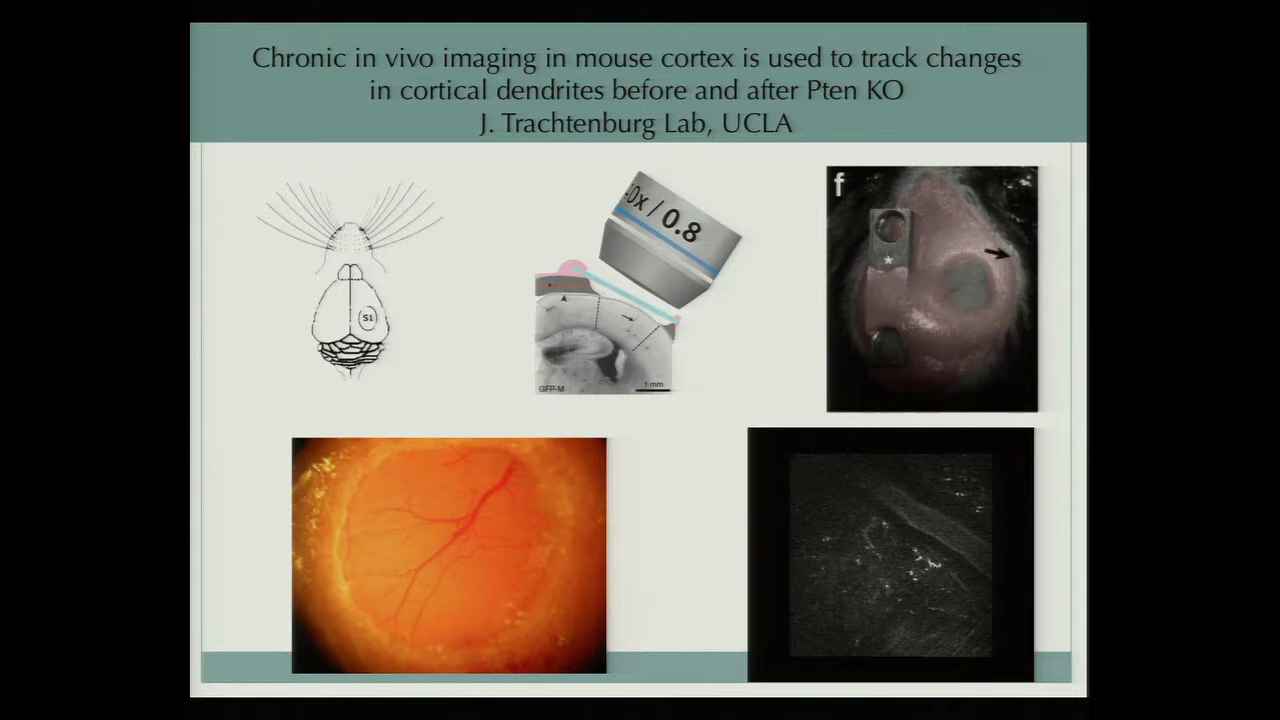 Chronic in vivo imaging in mouse cortex is used to track changes
in cortical dendrites before and after Pten KO
J. Trachtenburg Lab, UCLA
S1
0x / 0.8
A
GFP-M
1 mm
f
*